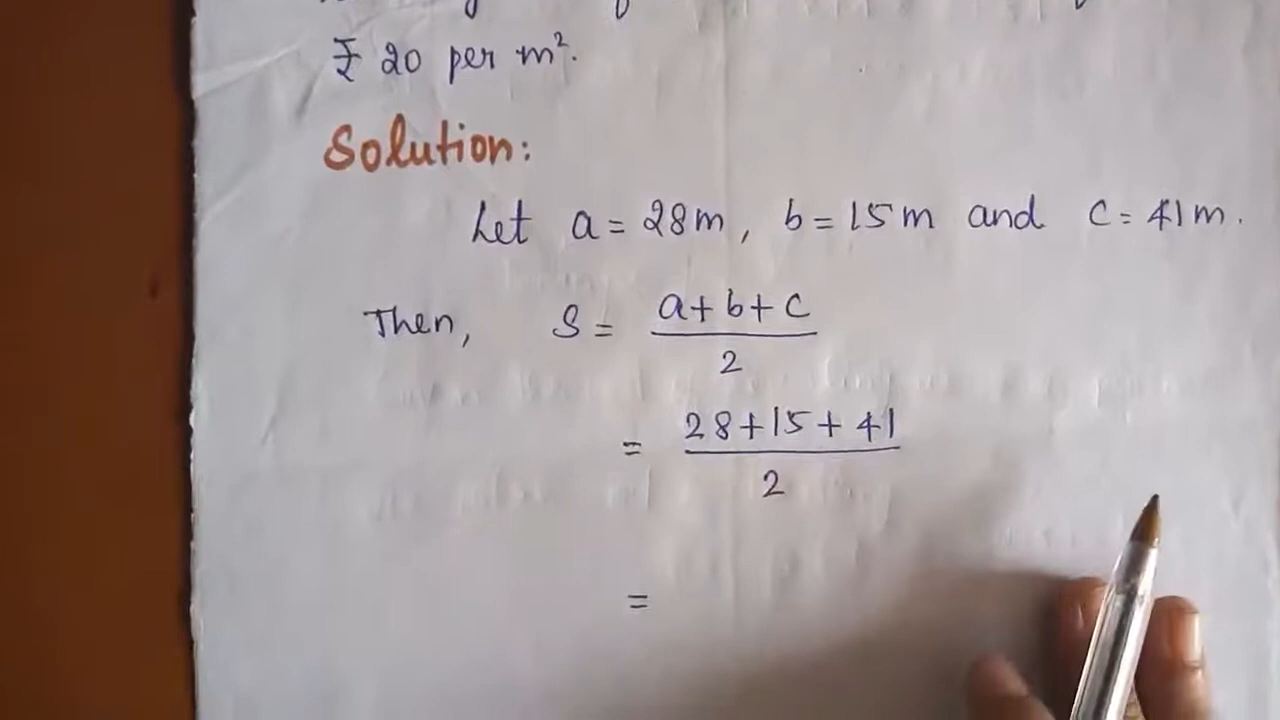 ₹ 20 per m².
Solution:
Let a = 28m, b = 15m and c = 41m.
Then, S = a+b+c
2
= 28+15+41
2
=